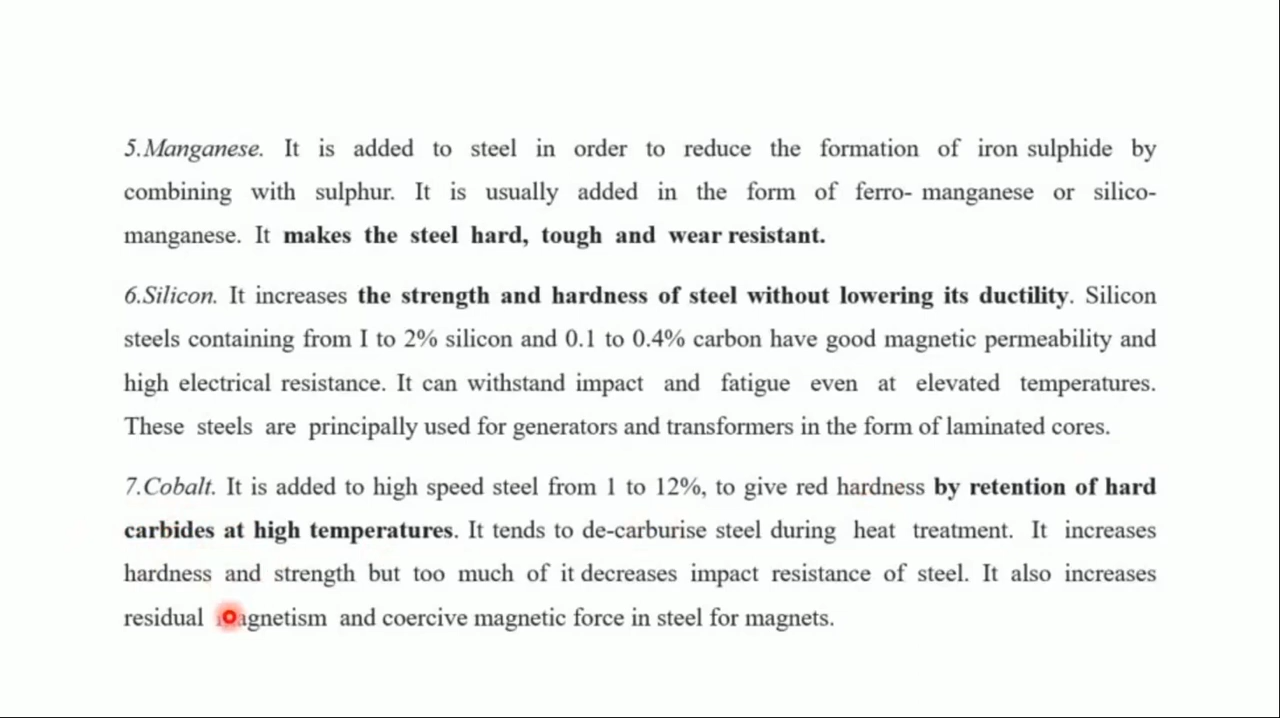 5.Manganese. It is added to steel in order to reduce the formation of iron sulphide by
combining with sulphur. It is usually added in the form of ferro- manganese or silico-
manganese. It makes the steel hard, tough and wear resistant.
6.Silicon. It increases the strength and hardness of steel without lowering its ductility. Silicon
steels containing from I to 2% silicon and 0.1 to 0.4% carbon have good magnetic permeability and
high electrical resistance. It can withstand impact and fatigue even at elevated temperatures.
These steels are principally used for generators and transformers in the form of laminated cores.
7.Cobalt. It is added to high speed steel from 1 to 12%, to give red hardness by retention of hard
carbides at high temperatures. It tends to de-carburise steel during heat treatment. It increases
hardness and strength but too much of it decreases impact resistance of steel. It also increases
residual magnetism and coercive magnetic force in steel for magnets.